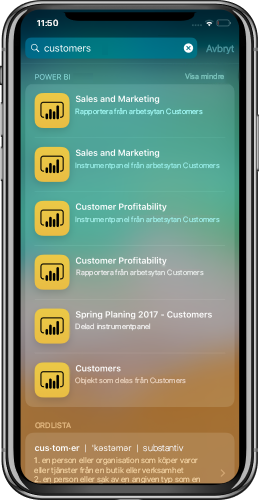 11:50
customers
Avbryt
POWER BI
Visa mindre
Sales and Marketing
Rapportera från arbetsytan Customers
Sales and Marketing
Instrumentpanel från arbetsytan Customers
Customer Profitability
Instrumentpanel från arbetsytan Customers
Customer Profitability
Rapportera från arbetsytan Customers
Spring Planing 2017 - Customers
Delad instrumentpanel
Customers
Objekt som delas från Customers
ORDLISTA
cus·tom·er | ˈkəstəmər | substantiv
1. en person eller organisation som köper varor
eller tjänster från en butik eller verksamhet
2. en person eller sak av en angiven typ som en